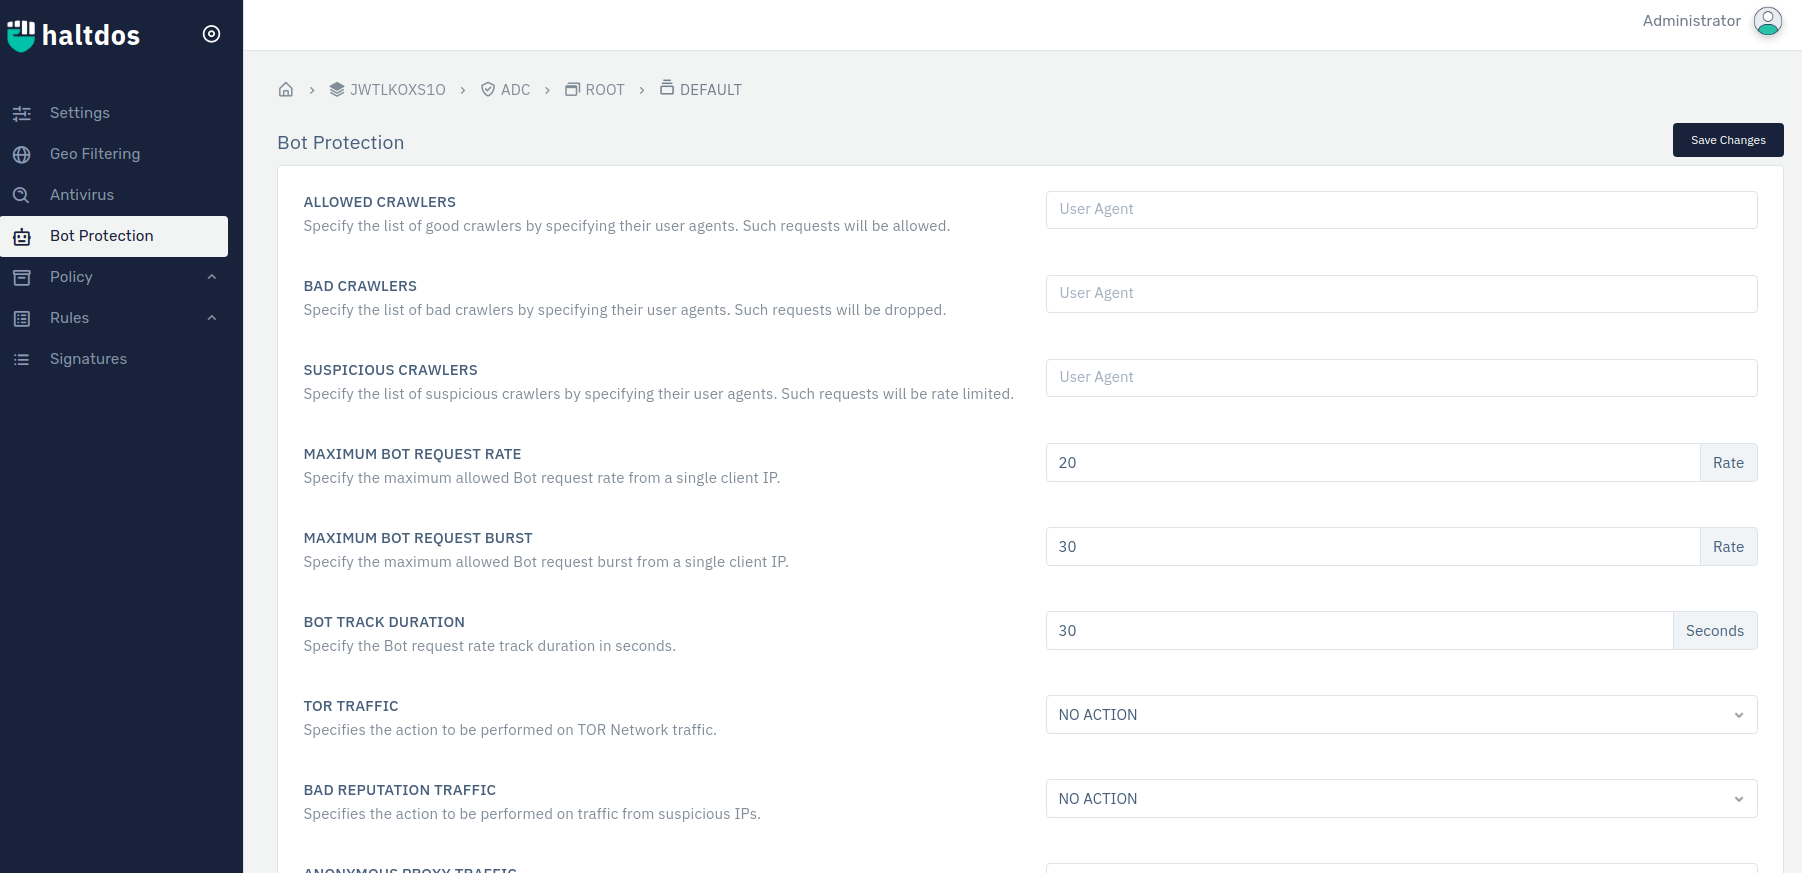 haltdos
Administrator
Settings
Geo Filtering
Antivirus
Bot Protection
Policy
Rules
Signatures
JWTLKOXS1O > ADC > ROOT > DEFAULT
Bot Protection
Save Changes
ALLOWED CRAWLERS
Specify the list of good crawlers by specifying their user agents. Such requests will be allowed.
User Agent
BAD CRAWLERS
Specify the list of bad crawlers by specifying their user agents. Such requests will be dropped.
User Agent
SUSPICIOUS CRAWLERS
Specify the list of suspicious crawlers by specifying their user agents. Such requests will be rate limited.
User Agent
MAXIMUM BOT REQUEST RATE
Specify the maximum allowed Bot request rate from a single client IP.
20 Rate
MAXIMUM BOT REQUEST BURST
Specify the maximum allowed Bot request burst from a single client IP.
30 Rate
BOT TRACK DURATION
Specify the Bot request rate track duration in seconds.
30 Seconds
TOR TRAFFIC
Specifies the action to be performed on TOR Network traffic.
NO ACTION
BAD REPUTATION TRAFFIC
Specifies the action to be performed on traffic from suspicious IPs.
NO ACTION
ANONYMOUS PROXY TRAFFIC